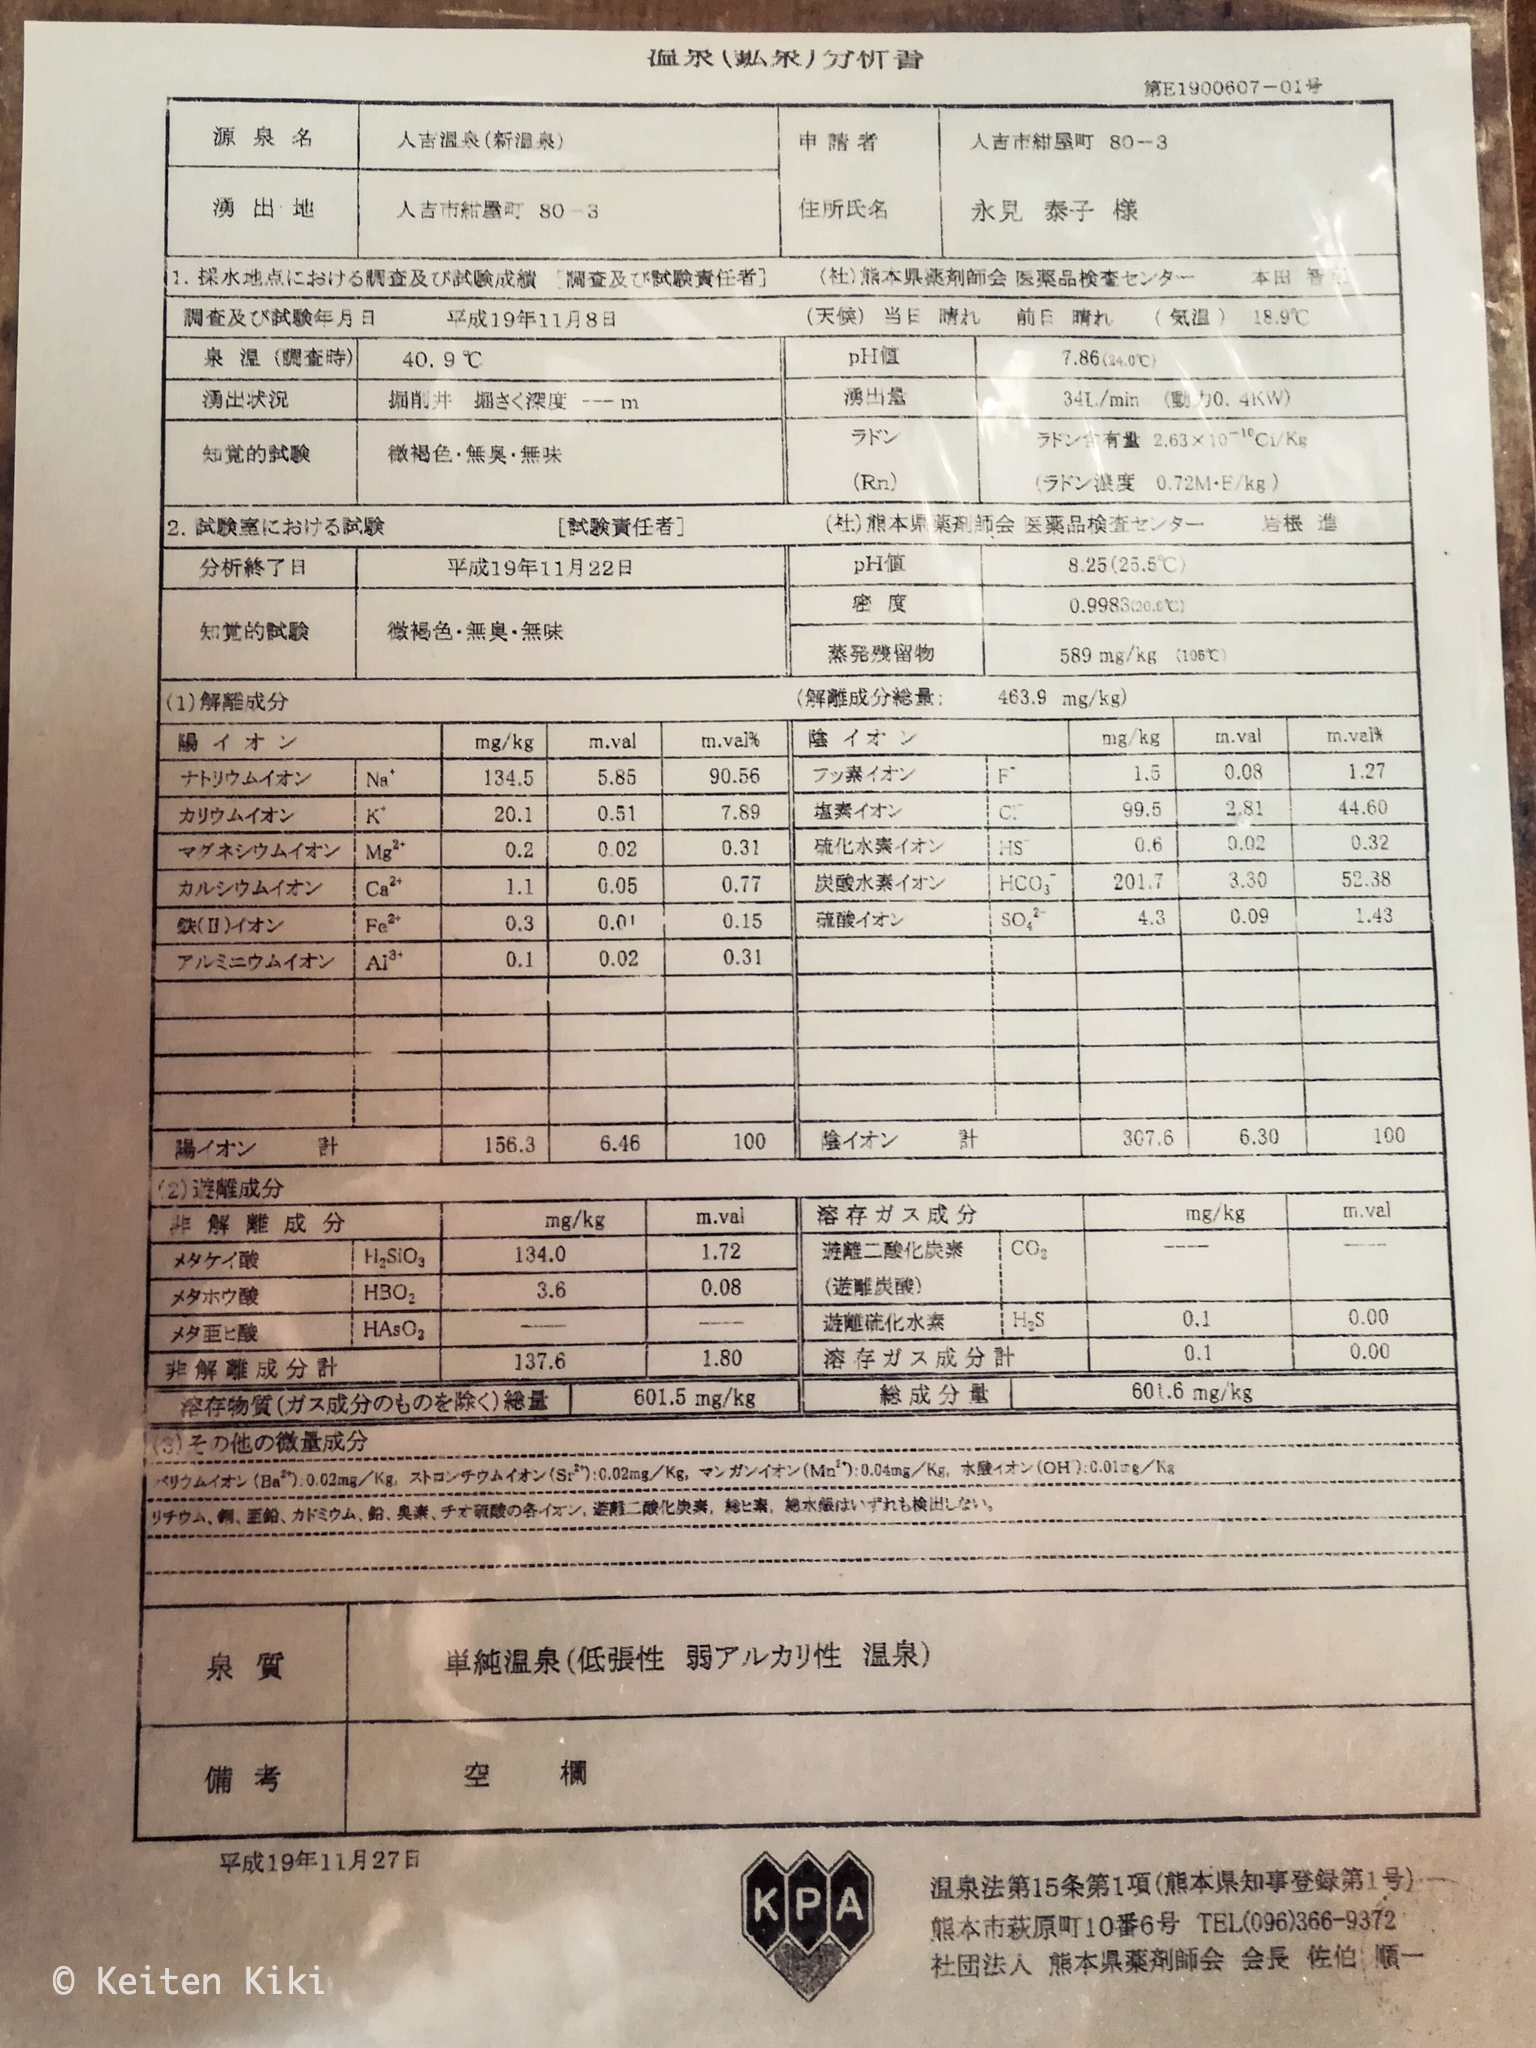 温泉(鉱泉)分析書
第E1900607-01号
源泉名 人吉温泉(新温泉) 申請者 人吉市紺屋町 80-3
湧出地 人吉市紺屋町 80-3 住所氏名 永見 泰子 様
1. 採水地点における調査及び試験成績 [調査及び試験責任者] (社)熊本県薬剤師会 医薬品検査センター 本田
調査及び試験年月日 平成19年11月8日 (天候) 当日 晴れ 前日 晴れ (気温) 18.9℃
泉温(調査時) 40.9℃ pH値 7.86(24.0℃)
湧出状況 掘削井 掘さく深度 --- m 湧出量 34L/min (動力0.4KW)
知覚的試験 微褐色・無臭・無味 ラドン ラドン含有量 2.63×10⁻¹⁰Ci/Kg
(Rn) (ラドン濃度 0.72M・E/kg)
2. 試験室における試験 [試験責任者] (社)熊本県薬剤師会 医薬品検査センター 岩根 進
分析終了日 平成19年11月22日 pH値 8.25(25.5℃)
密度 0.9983(20.0℃)
知覚的試験 微褐色・無臭・無味
蒸発残留物 589 mg/kg (105℃)
(1)解離成分 (解離成分総量: 463.9 mg/kg)
陽イオン mg/kg m.val m.val% 陰イオン mg/kg m.val m.val%
ナトリウムイオン Na⁺ 134.5 5.85 90.56 フッ素イオン F⁻ 1.5 0.08 1.27
カリウムイオン K⁺ 20.1 0.51 7.89 塩素イオン Cl⁻ 99.5 2.81 44.60
マグネシウムイオン Mg²⁺ 0.2 0.02 0.31 硫化水素イオン HS⁻ 0.6 0.02 0.32
カルシウムイオン Ca²⁺ 1.1 0.05 0.77 炭酸水素イオン HCO₃⁻ 201.7 3.30 52.38
鉄(Ⅱ)イオン Fe²⁺ 0.3 0.01 0.15 硫酸イオン SO₄²⁻ 4.3 0.09 1.43
アルミニウムイオン Al³⁺ 0.1 0.02 0.31
陽イオン 計 156.3 6.46 100 陰イオン 計 307.6 6.30 100
(2)遊離成分
非解離成分 mg/kg m.val 溶存ガス成分 mg/kg m.val
メタケイ酸 H₂SiO₃ 134.0 1.72 遊離二酸化炭素 CO₂ ---- ----
メタホウ酸 HBO₂ 3.6 0.08 (遊離炭酸)
メタ亜ヒ酸 HAsO₂ ---- ---- 遊離硫化水素 H₂S 0.1 0.00
非解離成分計 137.6 1.80 溶存ガス成分計 0.1 0.00
溶存物質(ガス成分のものを除く)総量 601.5 mg/kg 総成分量 601.6 mg/kg
(3)その他の微量成分
バリウムイオン(Ba²⁺):0.02mg/Kg, ストロンチウムイオン(Sr²⁺):0.02mg/Kg, マンガンイオン(Mn²⁺):0.04mg/Kg, 水酸イオン(OH⁻):0.01mg/Kg
リチウム、銅、亜鉛、カドミウム、鉛、臭素、チオ硫酸の各イオン, 遊離二酸化炭素, 総ヒ素, 総水銀はいずれも検出しない。
泉質 単純温泉(低張性 弱アルカリ性 温泉)
備考 空欄
平成19年11月27日
KPA
温泉法第15条第1項(熊本県知事登録第1号)
熊本市萩原町10番6号 TEL(096)366-9372
社団法人 熊本県薬剤師会 会長 佐伯 順一
© Keiten Kiki